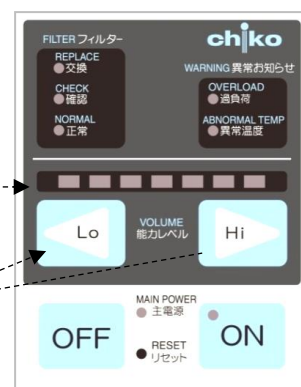 FILTER フィルター
chiko
REPLACE
交換
WARNING 異常お知らせ
CHECK
確認
OVERLOAD
過負荷
NORMAL
正常
ABNORMAL TEMP
異常温度
Lo
VOLUME
能力レベル
Hi
MAIN POWER
主電源
OFF
ON
RESET
リセット